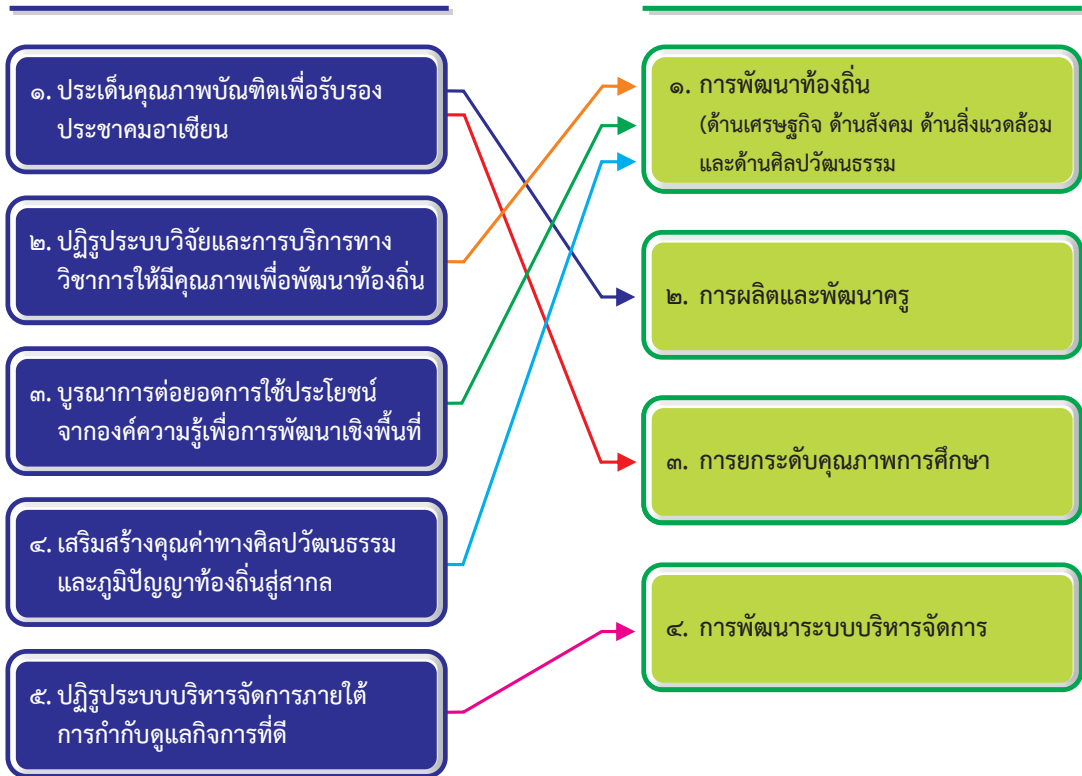 ๑. ประเด็นคุณภาพบัณฑิตเพื่อรับรอง
ประชาคมอาเซียน
๒. ปฏิรูประบบวิจัยและการบริการทาง
วิชาการให้มีคุณภาพเพื่อพัฒนาท้องถิ่น
๓. บูรณาการต่อยอดการใช้ประโยชน์
จากองค์ความรู้เพื่อการพัฒนาเชิงพื้นที่
๔. เสริมสร้างคุณค่าทางศิลปวัฒนธรรม
และภูมิปัญญาท้องถิ่นสู่สากล
๕. ปฏิรูประบบบริหารจัดการภายใต้
การกำกับดูแลกิจการที่ดี
๑. การพัฒนาท้องถิ่น
(ด้านเศรษฐกิจ ด้านสังคม ด้านสิ่งแวดล้อม
และด้านศิลปวัฒนธรรม
๒. การผลิตและพัฒนาครู
๓. การยกระดับคุณภาพการศึกษา
๔. การพัฒนาระบบบริหารจัดการ